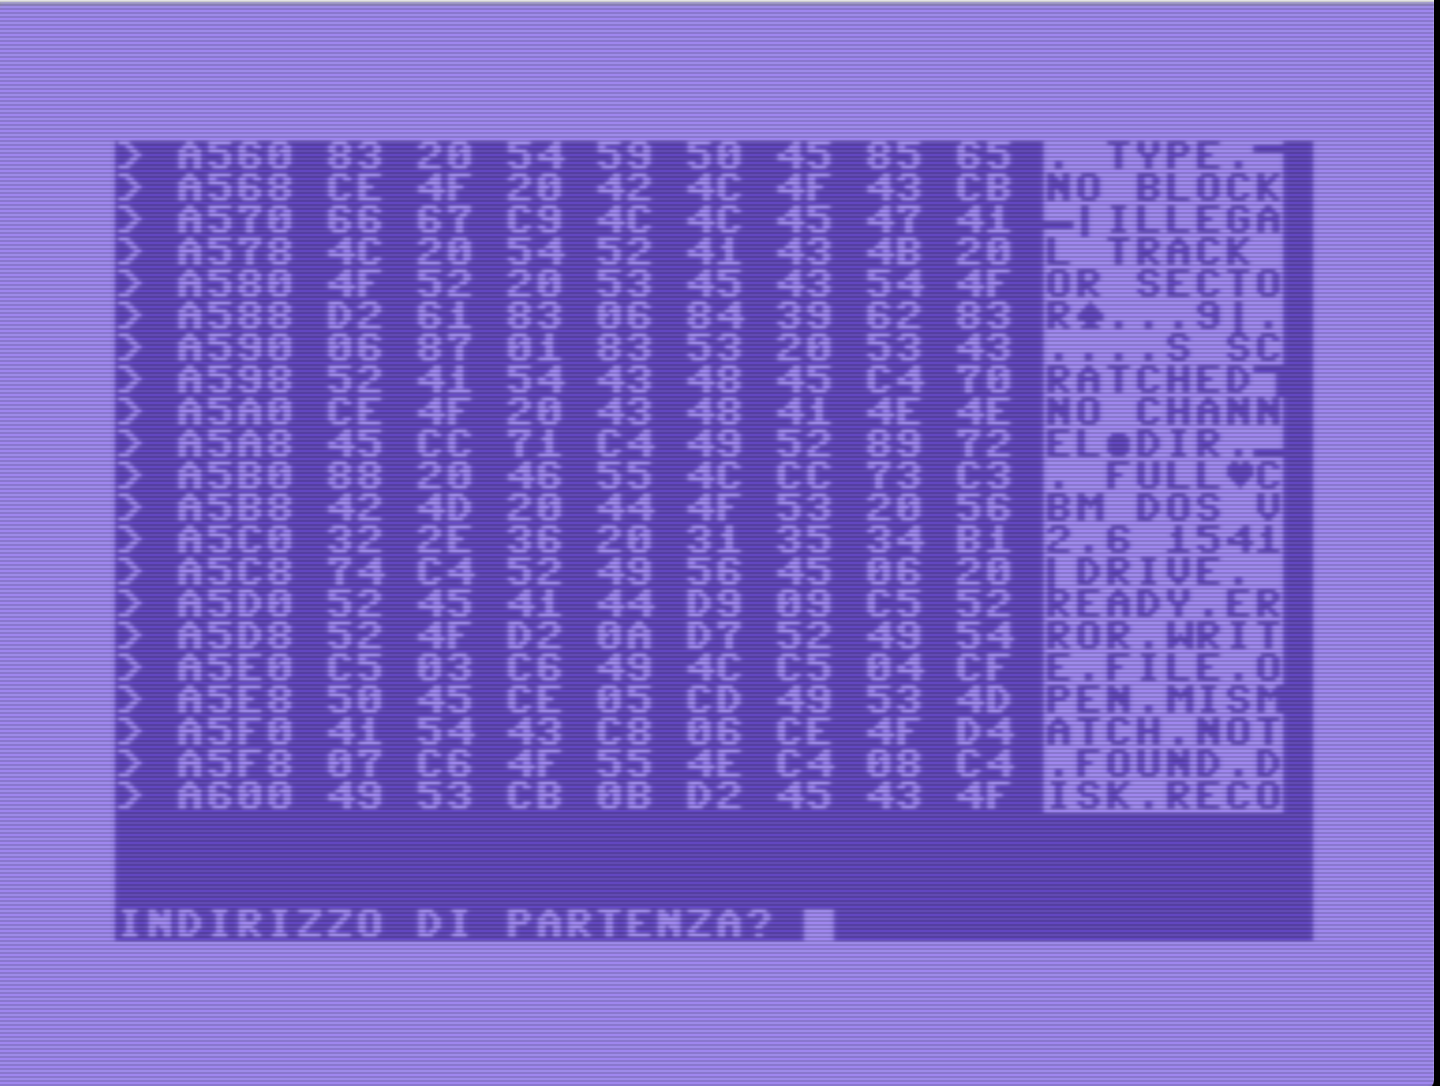 > A560 83 20 54 59 50 45 85 65 . TYPE.─
> A568 CE 4F 20 42 4C 4F 43 CB NO BLOCK
> A570 66 67 C9 4C 4C 45 47 41 ─|ILLEGA
> A578 4C 20 54 52 41 43 4B 20 L TRACK
> A580 4F 52 20 53 45 43 54 4F OR SECTO
> A588 D2 61 83 06 84 39 62 83 R♠...9|.
> A590 06 87 01 83 53 20 53 43 ....S SC
> A598 52 41 54 43 48 45 C4 70 RATCHED┐
> A5A0 CE 4F 20 43 48 41 4E 4E NO CHANN
> A5A8 45 CC 71 C4 49 52 89 72 EL●DIR.─
> A5B0 88 20 46 55 4C CC 73 C3 . FULL♥C
> A5B8 42 4D 20 44 4F 53 20 56 BM DOS V
> A5C0 32 2E 36 20 31 35 34 B1 2.6 1541
> A5C8 74 C4 52 49 56 45 06 20 |DRIVE.
> A5D0 52 45 41 44 D9 09 C5 52 READY.ER
> A5D8 52 4F D2 0A D7 52 49 54 ROR.WRIT
> A5E0 C5 03 C6 49 4C C5 04 CF E.FILE.O
> A5E8 50 45 CE 05 CD 49 53 4D PEN.MISM
> A5F0 41 54 43 C8 06 CE 4F D4 ATCH.NOT
> A5F8 07 C6 4F 55 4E C4 08 C4 .FOUND.D
> A600 49 53 CB 0B D2 45 43 4F ISK.RECO
INDIRIZZO DI PARTENZA?